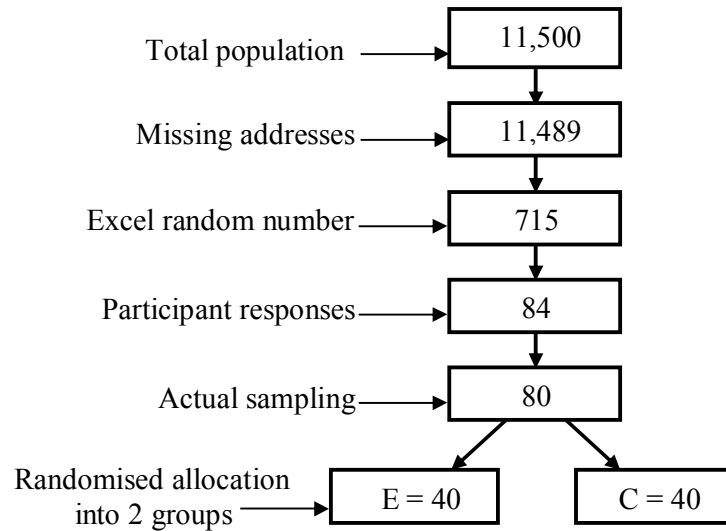 11,500
Total population
11,489
Missing addresses
715
Excel random number
84
Participant responses
80
Actual sampling
Randomised allocation
into 2 groups
E = 40
C = 40